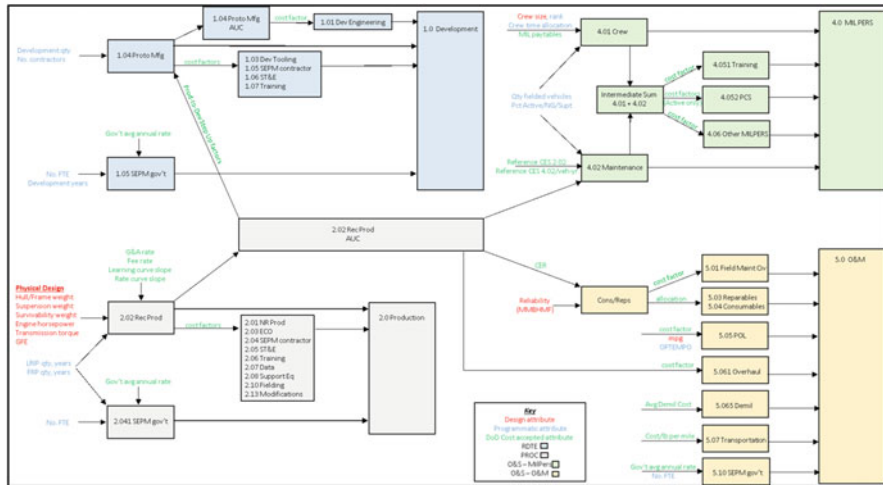 1.04 Proto Mfg
AUC
cost factor
1.01 Dev Engineering
1.0 Development
Development qty
No. contractors
1.04 Proto Mfg
cost factors
1.03 Dev Tooling
1.05 SEPM contractor
1.06 ST&E
1.07 Training
Prod to Dev Step Up factors
Gov't avg annual rate
No. FTE
Development years
1.05 SEPM gov't
Crew size, rank
Crew time allocation
MIL pay tables
4.01 Crew
4.0 MILPERS
Qty fielded vehicles
Pct Active/NG/Supt
Intermediate Sum
4.01 + 4.02
cost factor
4.051 Training
cost factors
(Active only)
4.052 PCS
cost factor
4.06 Other MILPERS
Reference CES 2.02
Reference CES 4.02/veh-yr
4.02 Maintenance
2.02 Rec Prod
AUC
G&A rate
Fee rate
Learning curve slope
Rate curve slope
Physical Design
Hull/Frame weight
Suspension weight
Survivability weight
Engine horsepower
Transmission torque
GFE
2.02 Rec Prod
cost factors
2.01 NR Prod
2.03 ECO
2.04 SEPM contractor
2.05 ST&E
2.06 Training
2.07 Data
2.09 Support Eq
2.10 Fielding
2.13 Modifications
2.0 Production
LRIP qty, years
FRP qty, years
Gov't avg annual rate
No. FTE
2.041 SEPM gov't
CER
Reliability
(MMBHMF)
Cons/Reps
cost factor
5.01 Field Maint Ov
allocation
5.03 Reparables
5.04 Consumables
5.0 O&M
cost factor
mpg
OPTEMPO
5.05 POL
cost factor
5.061 Overhaul
Avg Demil Cost
5.065 Demil
Cost/lb per-mile
5.07 Transportation
Gov't avg annual rate
No. FTE
5.10 SEPM gov't
Key
Design attribute
Programmatic attribute
DoD Cost accepted attribute
RDTE
PROC
O&S – MilPers
O&S – O&M